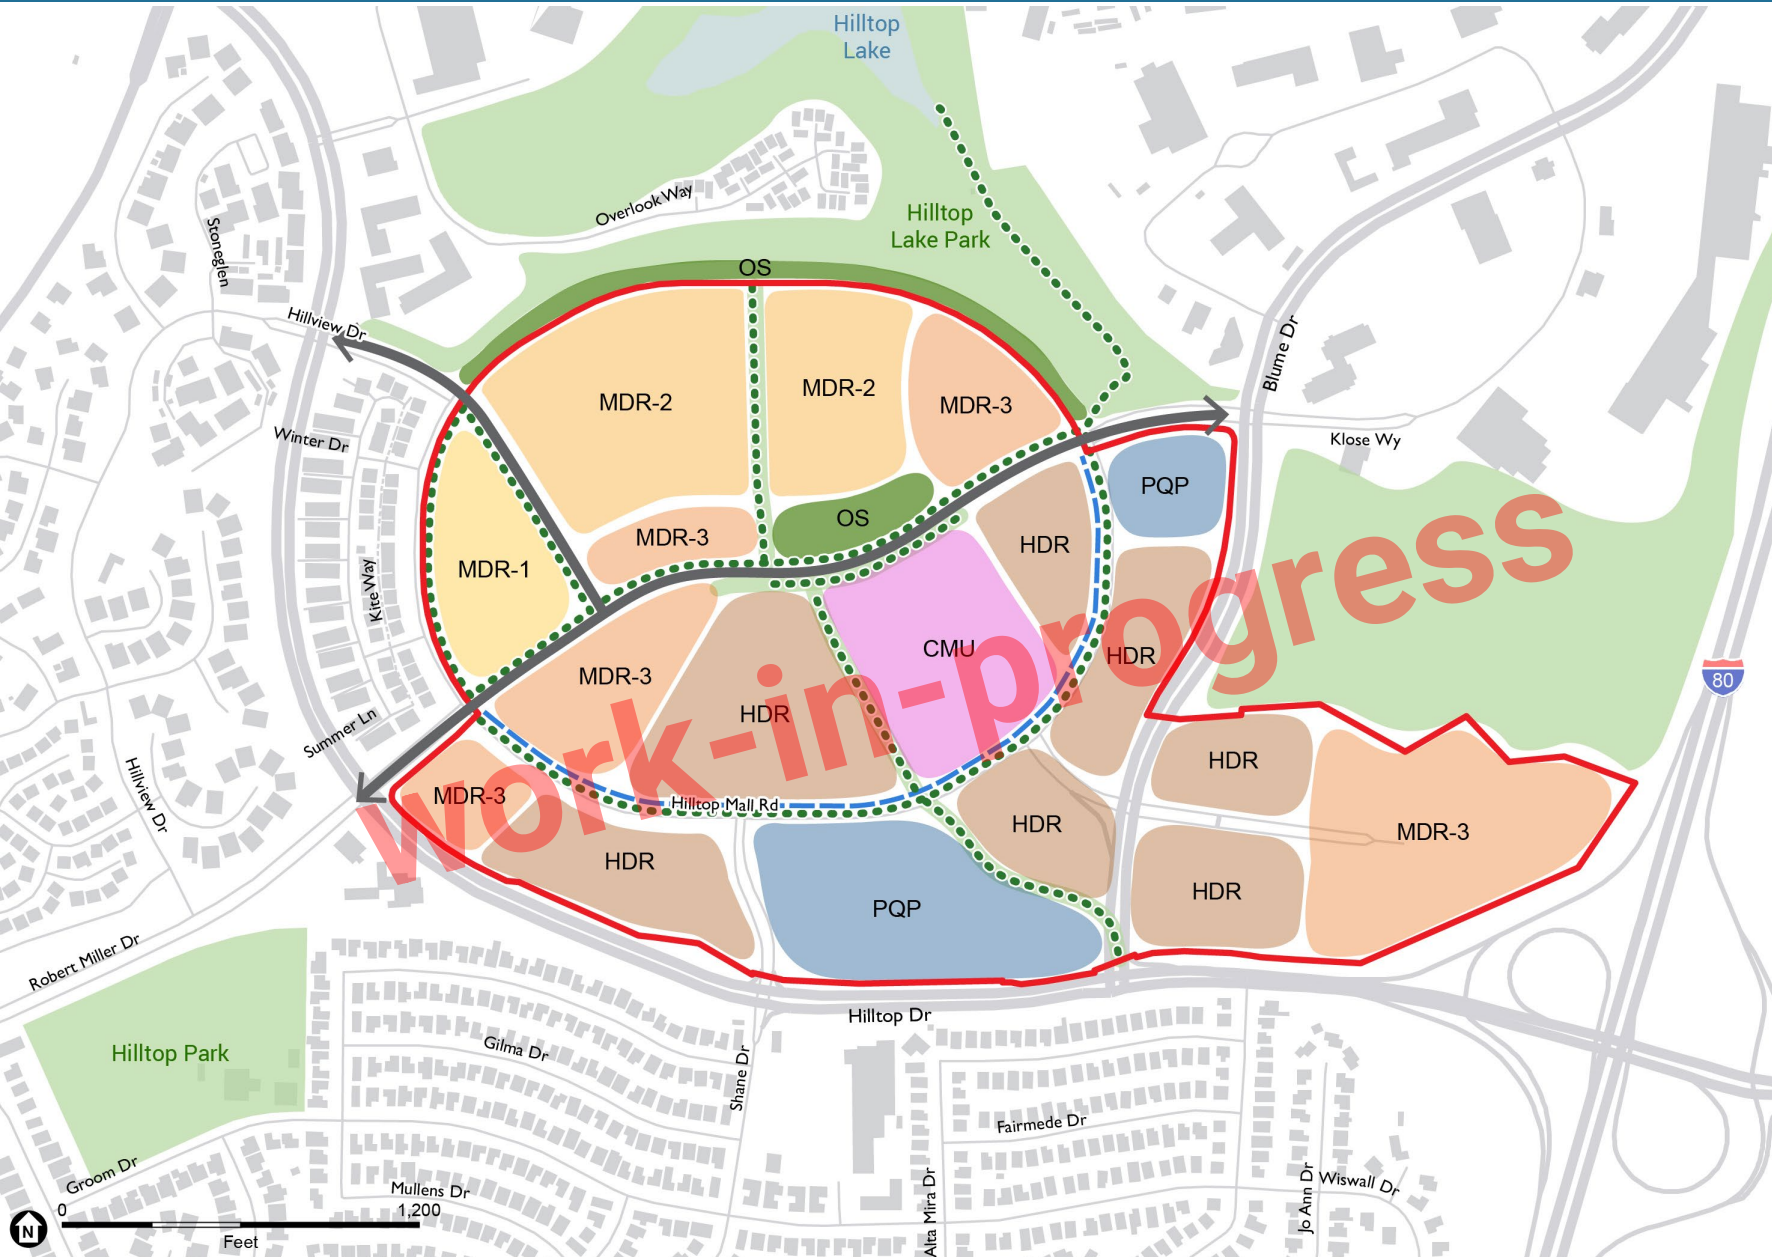 Hilltop
Lake
Overlook Way
Stoneglen
Hilltop
Lake Park
OS
Hillview Dr
Blume Dr
MDR-2
MDR-2
MDR-3
Klose Wy
Winter Dr
PQP
OS
MDR-3
HDR
MDR-1
Kite Way
work-in-progress
CMU
HDR
MDR-3
80
HDR
Summer Ln
HDR
Hillview Dr
MDR-3
Hilltop Mall Rd
HDR
MDR-3
HDR
HDR
PQP
Robert Miller Dr
Hilltop Dr
Hilltop Park
Gilma Dr
Shane Dr
Fairmede Dr
Groom Dr
Mullens Dr
Alta Mira Dr
Jo Ann Dr
Wiswall Dr
0
1,200
Feet
N
HDR